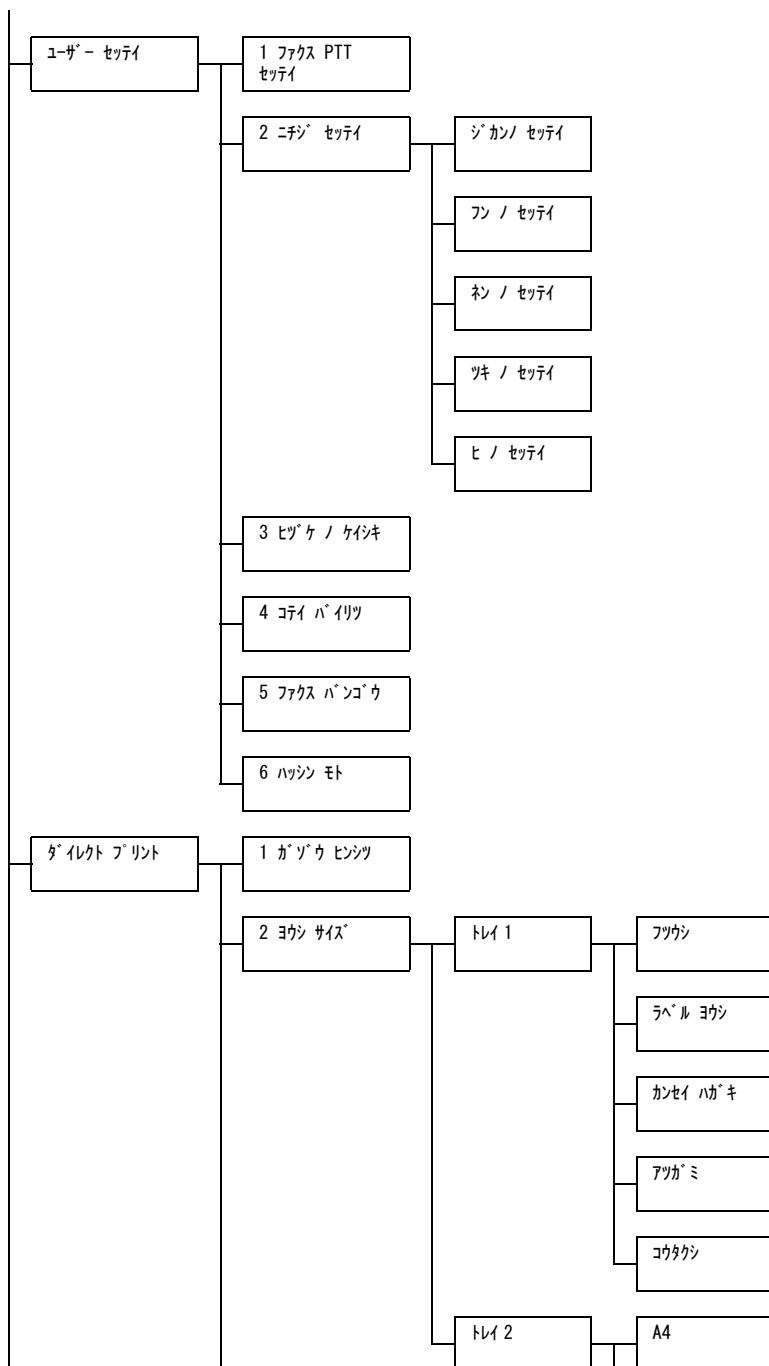 ﾕｰｻﾞｰ ｾｯﾃｲ
1 ﾌｧｸｽ PTT
ｾｯﾃｲ
2 ﾆﾁｼﾞ ｾｯﾃｲ
ｼﾞｶﾝﾉ ｾｯﾃｲ
ﾌﾝ ﾉ ｾｯﾃｲ
ﾈﾝ ﾉ ｾｯﾃｲ
ﾂｷ ﾉ ｾｯﾃｲ
ﾋ ﾉ ｾｯﾃｲ
3 ﾋﾂﾞｹ ﾉ ｹｲｼｷ
4 ｺﾃｲ ﾊﾞｲﾘﾂ
5 ﾌｧｸｽ ﾊﾞﾝｺﾞｳ
6 ﾊｯｼﾝ ﾓﾄ
ﾀﾞｲﾚｸﾄ ﾌﾟﾘﾝﾄ
1 ｶﾞｿﾞｳ ﾋﾝｼﾂ
2 ﾖｳｼ ｻｲｽﾞ
ﾄﾚｲ 1
ﾌﾂｳｼ
ﾗﾍﾞﾙ ﾖｳｼ
ｶﾝｾｲ ﾊｶﾞｷ
ｱﾂｶﾞﾐ
ｺｳﾀｸｼ
ﾄﾚｲ 2
A4